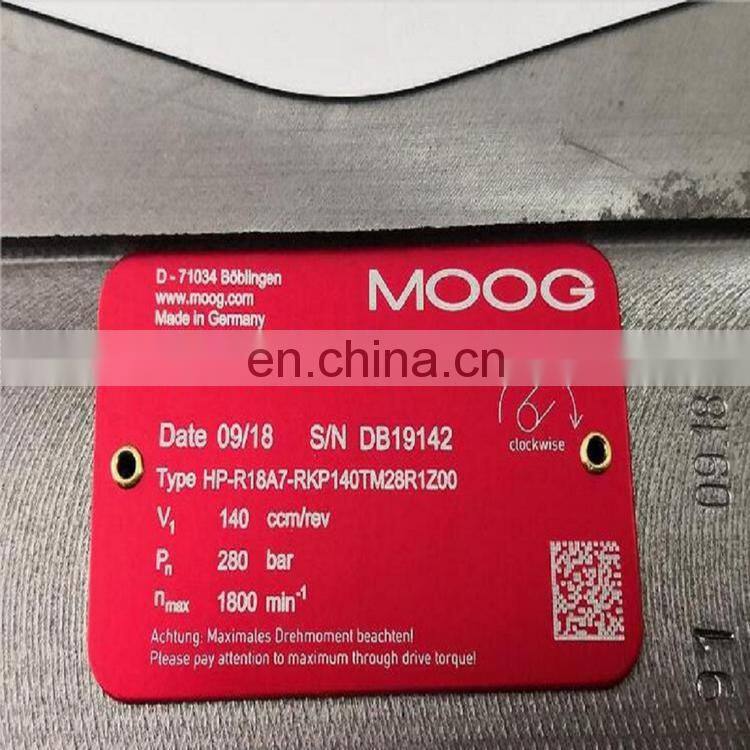 D - 71034 Böblingen
www.moog.com
Made in Germany
MOOG
en.china.cn
clockwise
Date 09/18 S/N DB19142
Type HP-R18A7-RKP140TM28R1Z00
V1 140 ccm/rev
Pn 280 bar
nmax 1800 min-1
Achtung: Maximales Drehmoment beachten!
Please pay attention to maximum through drive torque!
91 09.18